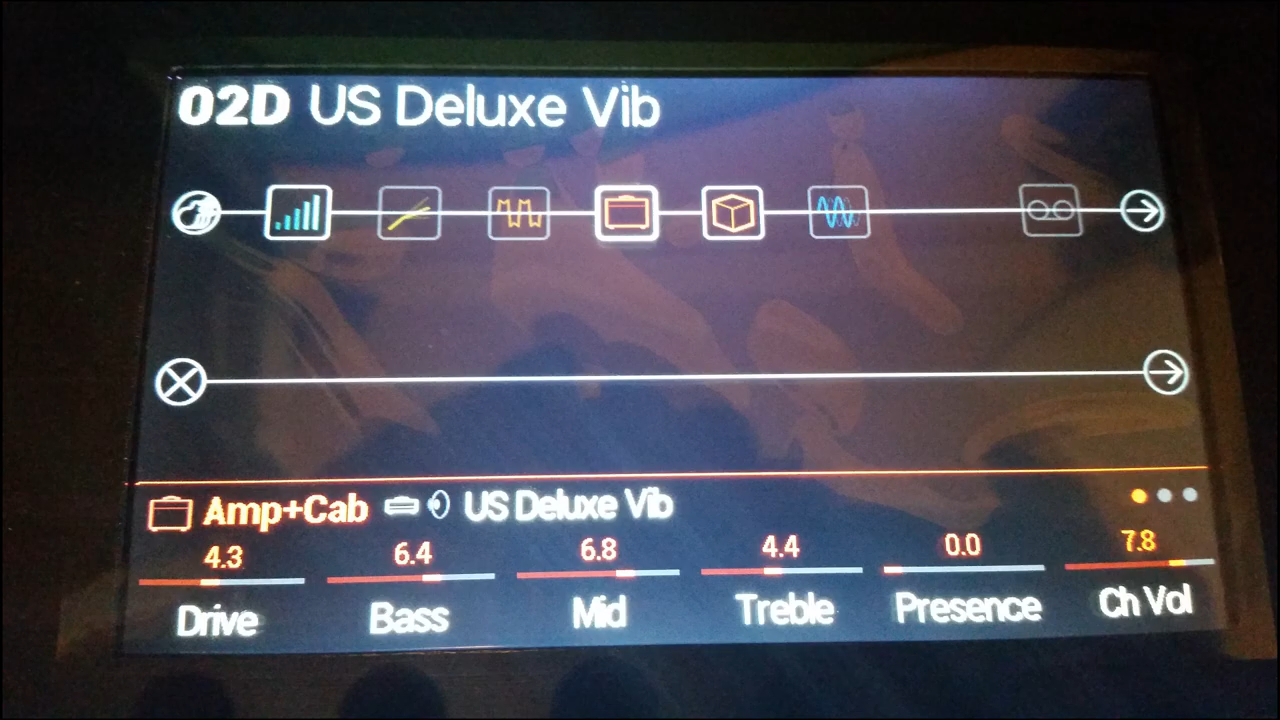 02D US Deluxe Vib
Amp+Cab US Deluxe Vib
4.3 6.4 6.8 4.4 0.0 7.8
Drive Bass Mid Treble Presence Ch Vol